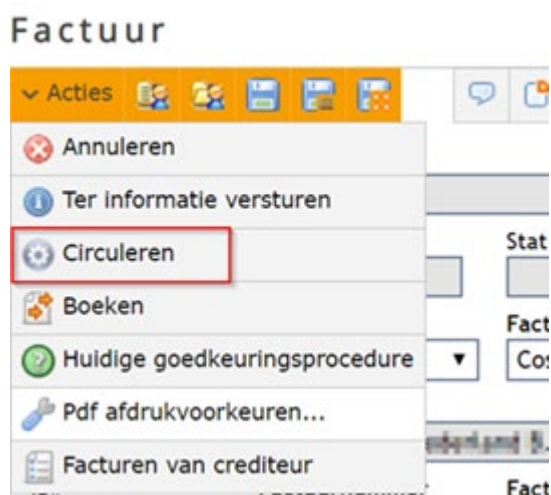 Factuur
Acties
Annuleren
Ter informatie versturen
Circuleren
Stat
Boeken
Fact
Huidige goedkeuringsprocedure
Cos
Pdf afdrukvoorkeuren...
Facturen van crediteur
Fact